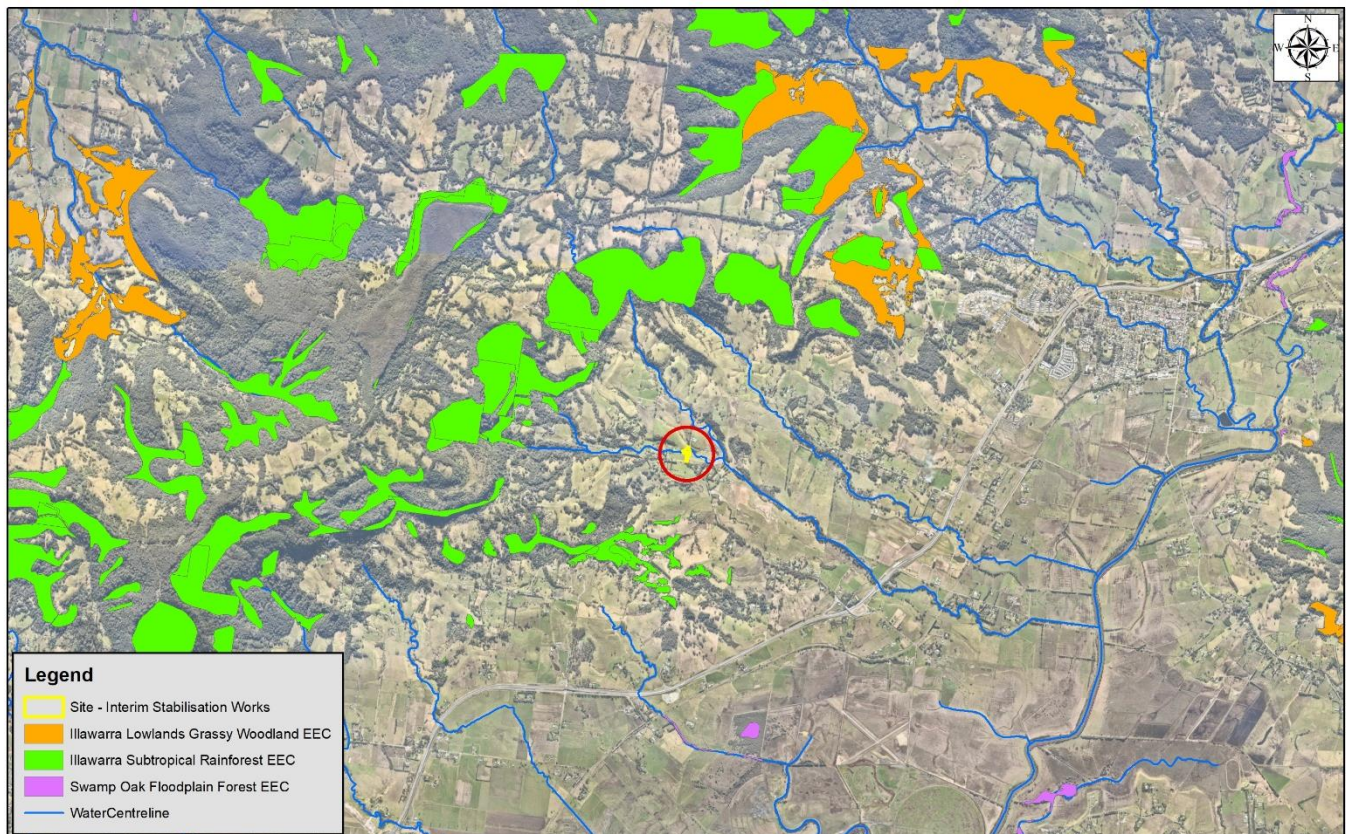 N
W E
S
Legend
Site - Interim Stabilisation Works
Illawarra Lowlands Grassy Woodland EEC
Illawarra Subtropical Rainforest EEC
Swamp Oak Floodplain Forest EEC
WaterCentreline